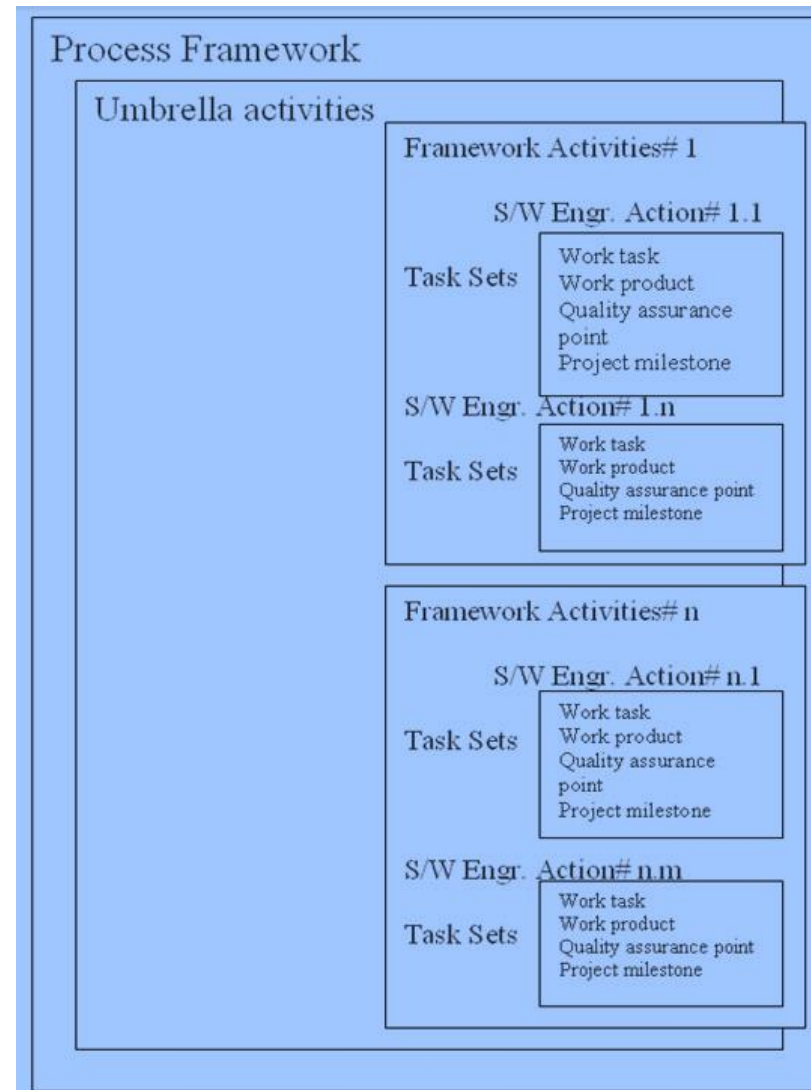 Process Framework
Umbrella activities
Framework Activities# 1
S/W Engr. Action# 1.1
Task Sets
Work task
Work product
Quality assurance
point
Project milestone
S/W Engr. Action# 1.n
Task Sets
Work task
Work product
Quality assurance point
Project milestone
Framework Activities# n
S/W Engr. Action# n.1
Task Sets
Work task
Work product
Quality assurance
point
Project milestone
S/W Engr. Action# n.m
Task Sets
Work task
Work product
Quality assurance point
Project milestone